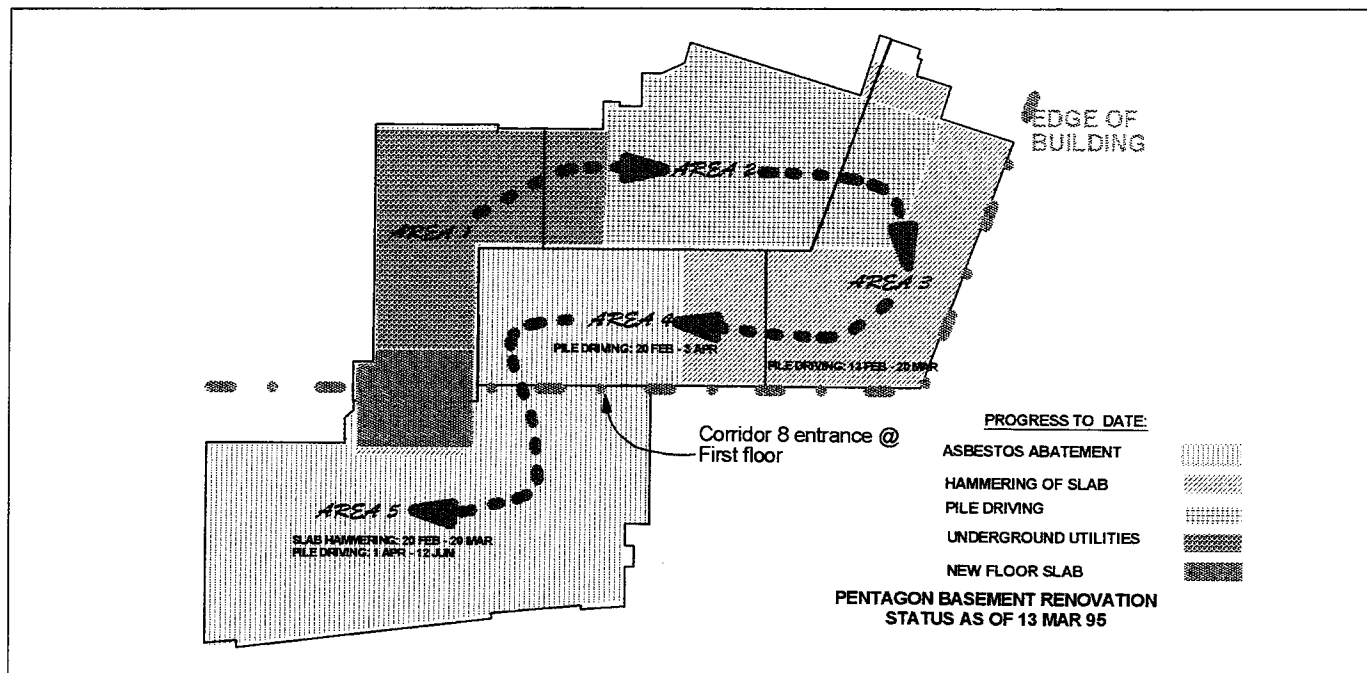 EDGE OF
BUILDING
AREA 2
AREA 1
AREA 3
AREA 4
PILE DRIVING: 20 FEB - 3 APR
PILE DRIVING: 13 FEB - 20 MAR
Corridor 8 entrance @
First floor
AREA 5
SLAB HAMMERING: 20 FEB - 20 MAR
PILE DRIVING: 1 APR - 12 JUN
PROGRESS TO DATE:
ASBESTOS ABATEMENT
HAMMERING OF SLAB
PILE DRIVING
UNDERGROUND UTILITIES
NEW FLOOR SLAB
PENTAGON BASEMENT RENOVATION
STATUS AS OF 13 MAR 95